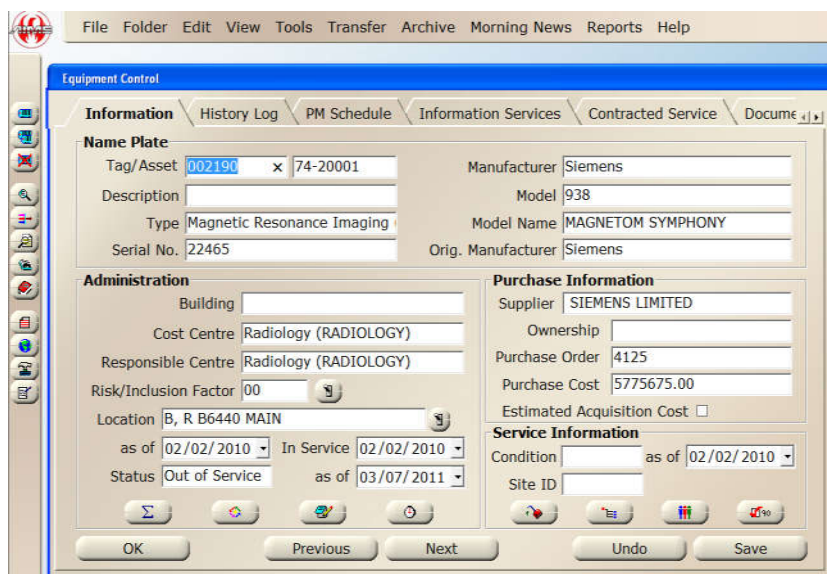 File Folder Edit View Tools Transfer Archive Morning News Reports Help
Equipment Control
Information History Log PM Schedule Information Services Contracted Service Docume
Name Plate
Tag/Asset 002190 x 74-20001 Manufacturer Siemens
Description Model 938
Type Magnetic Resonance Imaging Model Name MAGNETOM SYMPHONY
Serial No. 22465 Orig. Manufacturer Siemens
Administration Purchase Information
Building Supplier SIEMENS LIMITED
Cost Centre Radiology (RADIOLOGY) Ownership
Responsible Centre Radiology (RADIOLOGY) Purchase Order 4125
Risk/Inclusion Factor 00 Purchase Cost 5775675.00
Location B, R B6440 MAIN Estimated Acquisition Cost
Service Information
as of 02/02/2010 In Service 02/02/2010 Condition as of 02/02/2010
Status Out of Service as of 03/07/2011 Site ID
Σ
OK Previous Next Undo Save